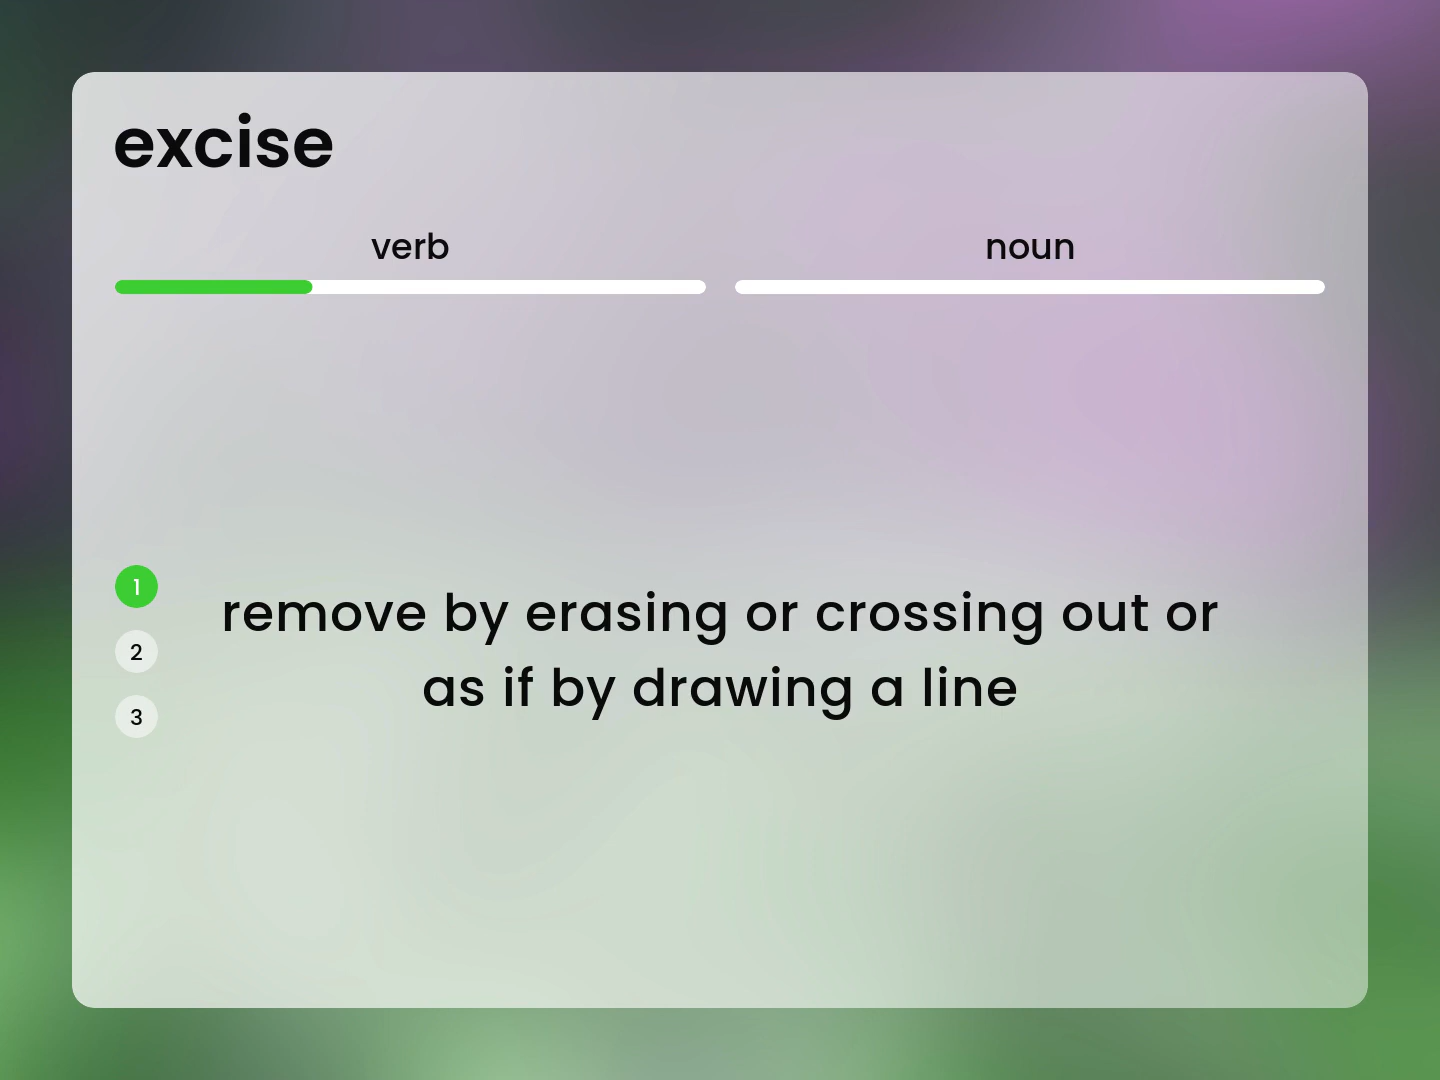 excise
verb
noun
1
remove by erasing or crossing out or
2
as if by drawing a line
3